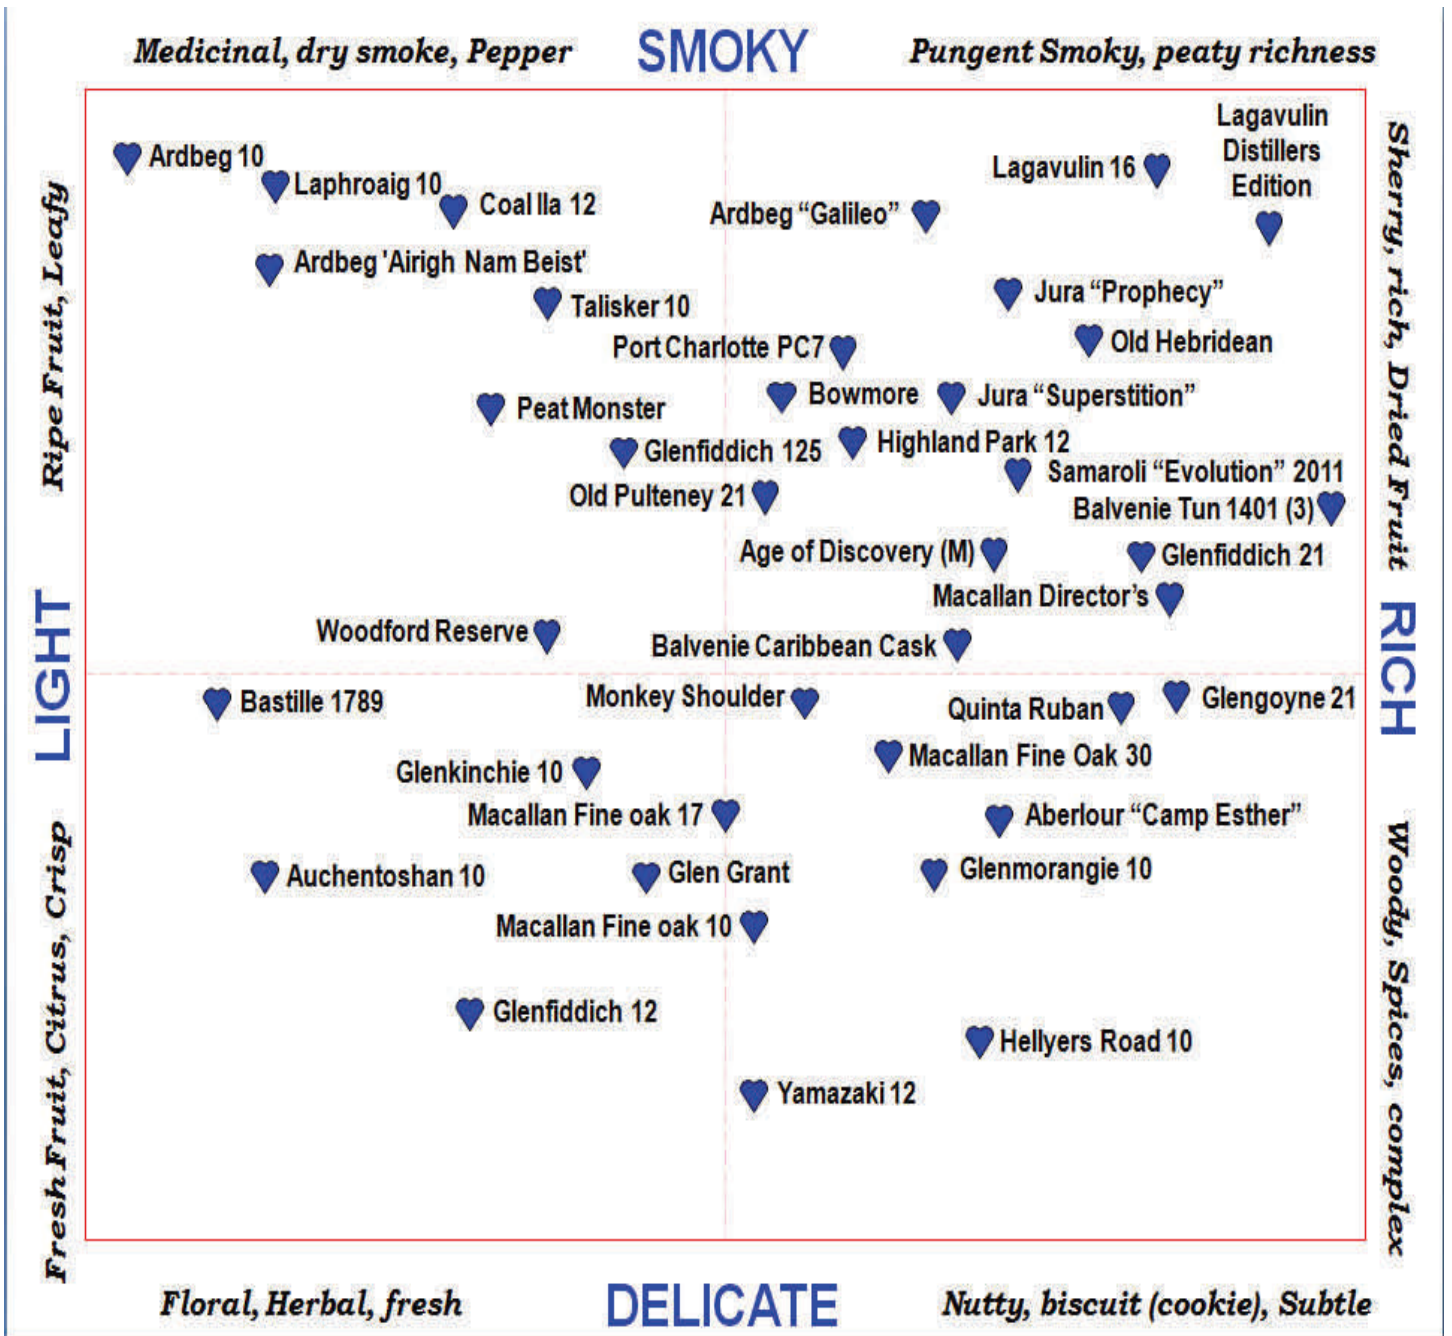 Medicinal, dry smoke, Pepper
SMOKY
Pungent Smoky, peaty richness
Ripe Fruit, Leafy
LIGHT
Fresh Fruit, Citrus, Crisp
Sherry, rich, Dried Fruit
RICH
Woody, Spices, complex
Lagavulin
Distillers
Edition
Ardbeg 10
Lagavulin 16
Laphroaig 10
Coal Ila 12
Ardbeg “Galileo”
Ardbeg 'Airigh Nam Beist'
Jura “Prophecy”
Talisker 10
Old Hebridean
Port Charlotte PC7
Bowmore
Jura “Superstition”
Peat Monster
Highland Park 12
Glenfiddich 125
Samaroli “Evolution” 2011
Old Pulteney 21
Balvenie Tun 1401 (3)
Age of Discovery (M)
Glenfiddich 21
Macallan Director’s
Woodford Reserve
Balvenie Caribbean Cask
Bastille 1789
Monkey Shoulder
Quinta Ruban
Glengoyne 21
Macallan Fine Oak 30
Glenkinchie 10
Macallan Fine oak 17
Aberlour “Camp Esther”
Auchentoshan 10
Glen Grant
Glenmorangie 10
Macallan Fine oak 10
Glenfiddich 12
Hellyers Road 10
Yamazaki 12
Floral, Herbal, fresh
DELICATE
Nutty, biscuit (cookie), Subtle